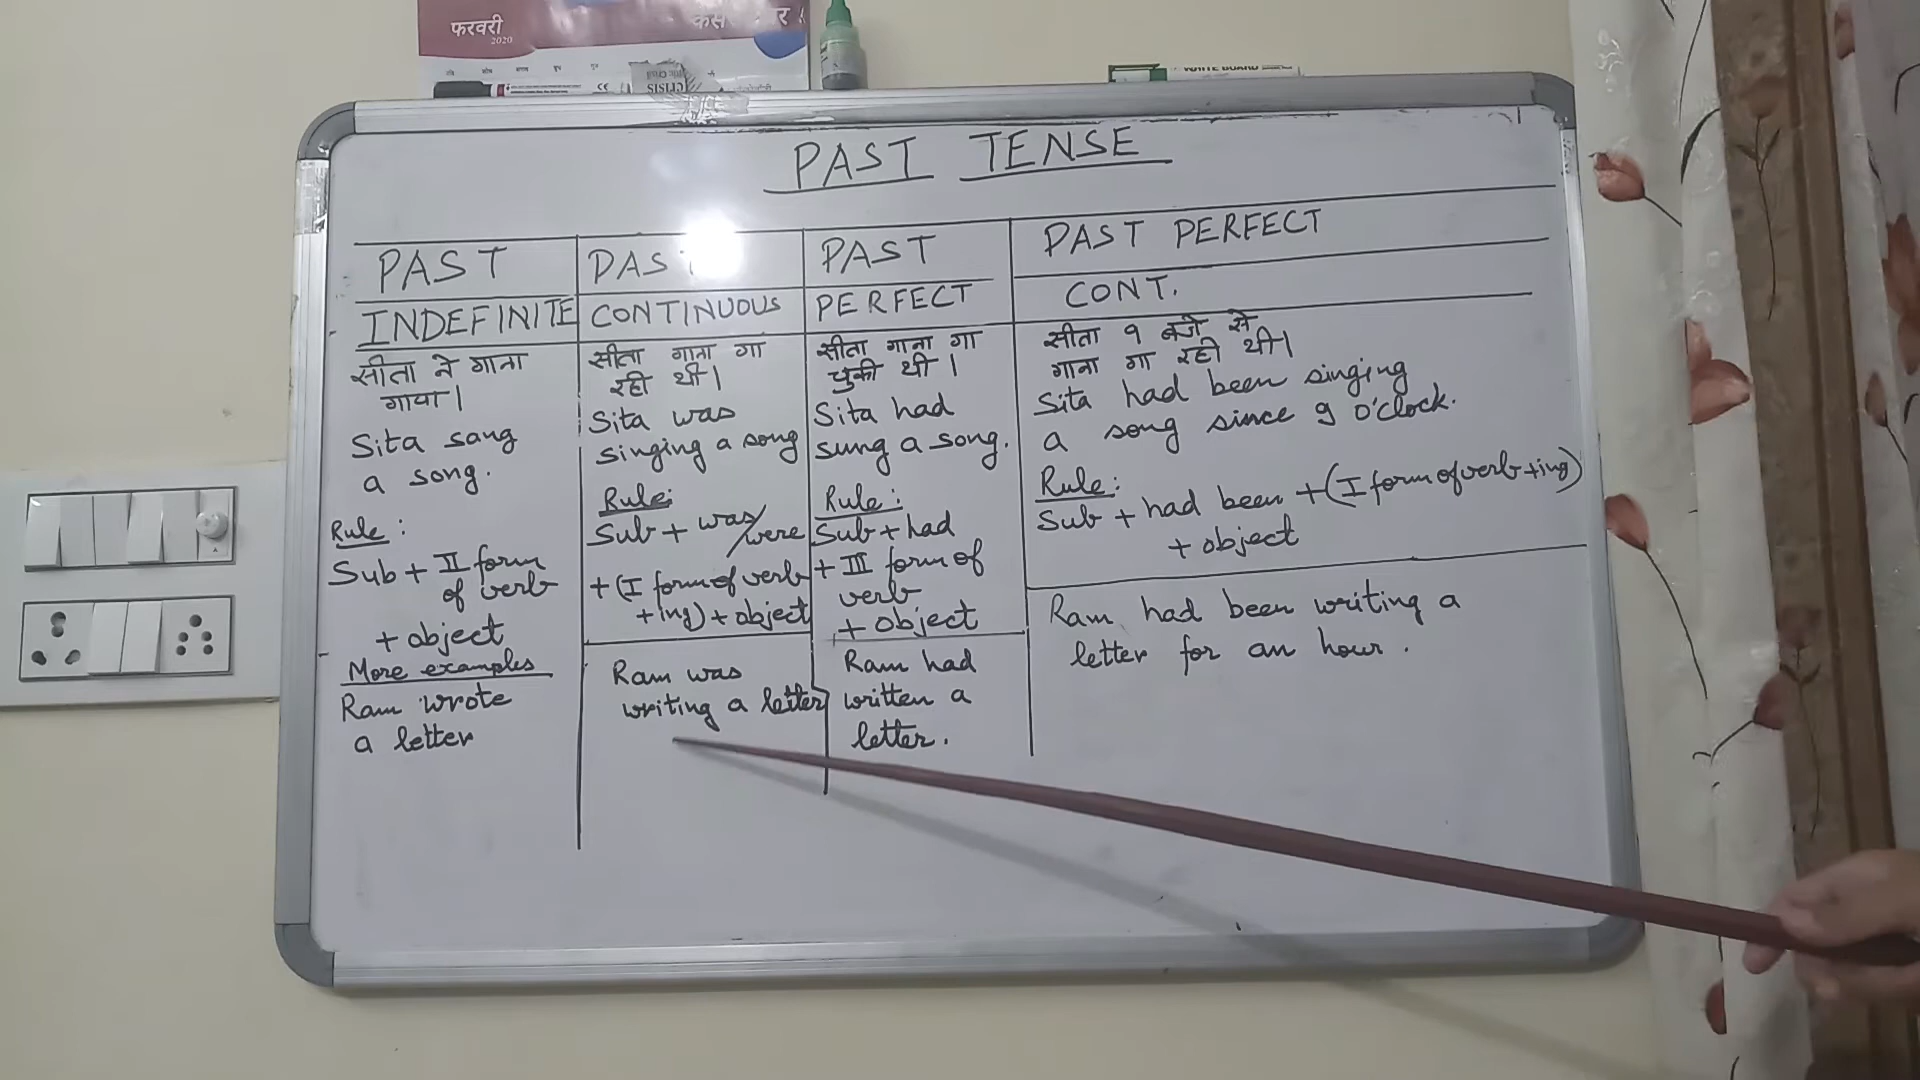 फरवरी
2020
CRISIS
WHITE BOARD
PAST TENSE
PAST
INDEFINITE
सीता ने गाना
गाया।
Sita sang
a song.
Rule:
Sub + II form
of verb
+ object
More examples
Ram wrote
a letter
PAST
CONTINUOUS
सीता गाना गा
रही थी।
Sita was
singing a song
Rule:
Sub + was/were
+ (I form of verb
+ing) + object
Ram was
writing a letter
PAST
PERFECT
सीता गाना गा
चुकी थी।
Sita had
sung a song.
Rule:
Sub + had
+ III form of
verb
+ object
Ram had
written a
letter.
PAST PERFECT
CONT.
सीता 9 बजे से
गाना गा रही थी।
Sita had been singing
a song since 9 o'clock.
Rule:
Sub + had been + (I form of verb +ing)
+ object
Ram had been writing a
letter for an hour.